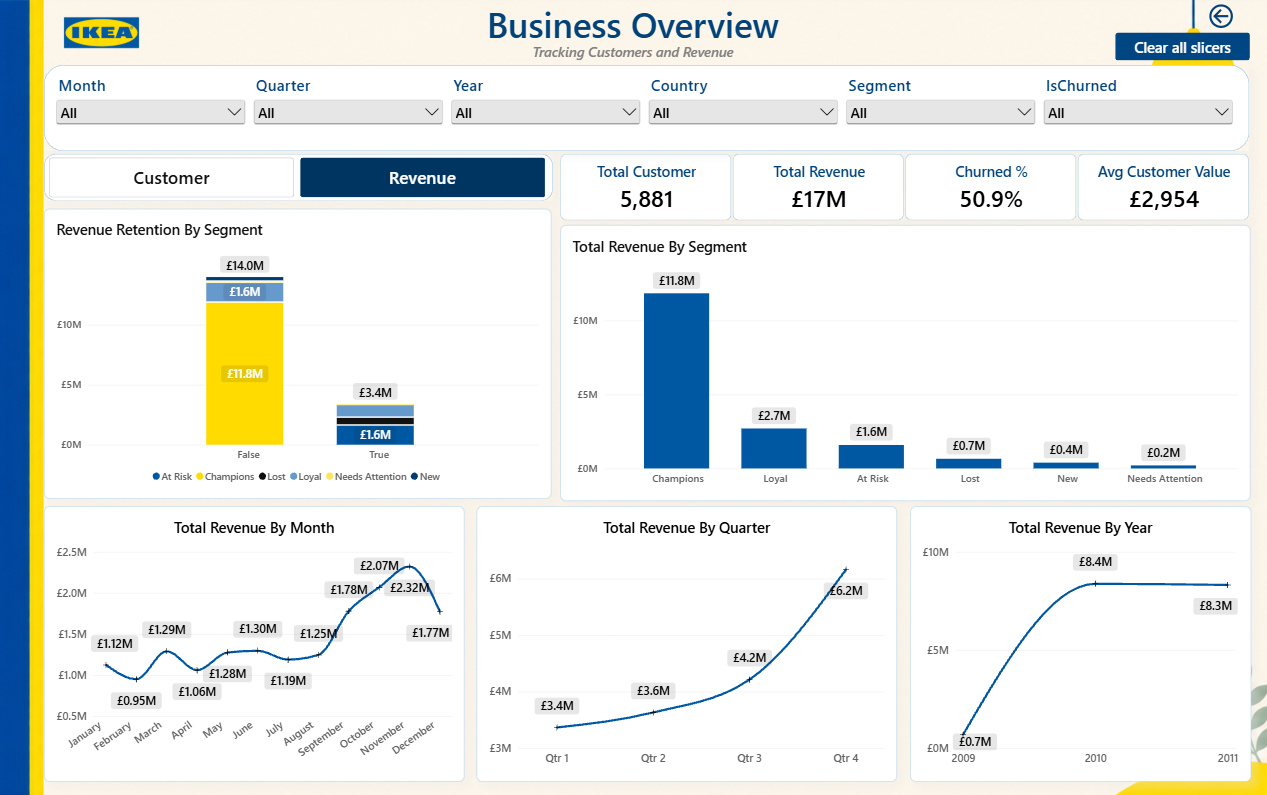 IKEA
Business Overview
Tracking Customers and Revenue
Clear all slicers
Month
Quarter
Year
Country
Segment
IsChurned
All
All
All
All
All
All
Customer
Revenue
Total Customer
5,881
Total Revenue
£17M
Churned %
50.9%
Avg Customer Value
£2,954
Revenue Retention By Segment
£14.0M
£1.6M
£10M
£11.8M
£5M
£3.4M
£1.6M
£0M
False
True
At Risk Champions Lost Loyal Needs Attention New
Total Revenue By Segment
£11.8M
£10M
£5M
£2.7M
£1.6M
£0.7M
£0.4M
£0.2M
£0M
Champions
Loyal
At Risk
Lost
New
Needs Attention
Total Revenue By Month
£2.5M
£2.0M
£1.5M
£1.0M
£0.5M
£1.12M
£0.95M
£1.29M
£1.06M
£1.28M
£1.30M
£1.19M
£1.25M
£1.78M
£2.07M
£2.32M
£1.77M
January
February
March
April
May
June
July
August
September
October
November
December
Total Revenue By Quarter
£6M
£5M
£4M
£3M
£3.4M
£3.6M
£4.2M
£6.2M
Qtr 1
Qtr 2
Qtr 3
Qtr 4
Total Revenue By Year
£10M
£5M
£0M
£0.7M
£8.4M
£8.3M
2009
2010
2011